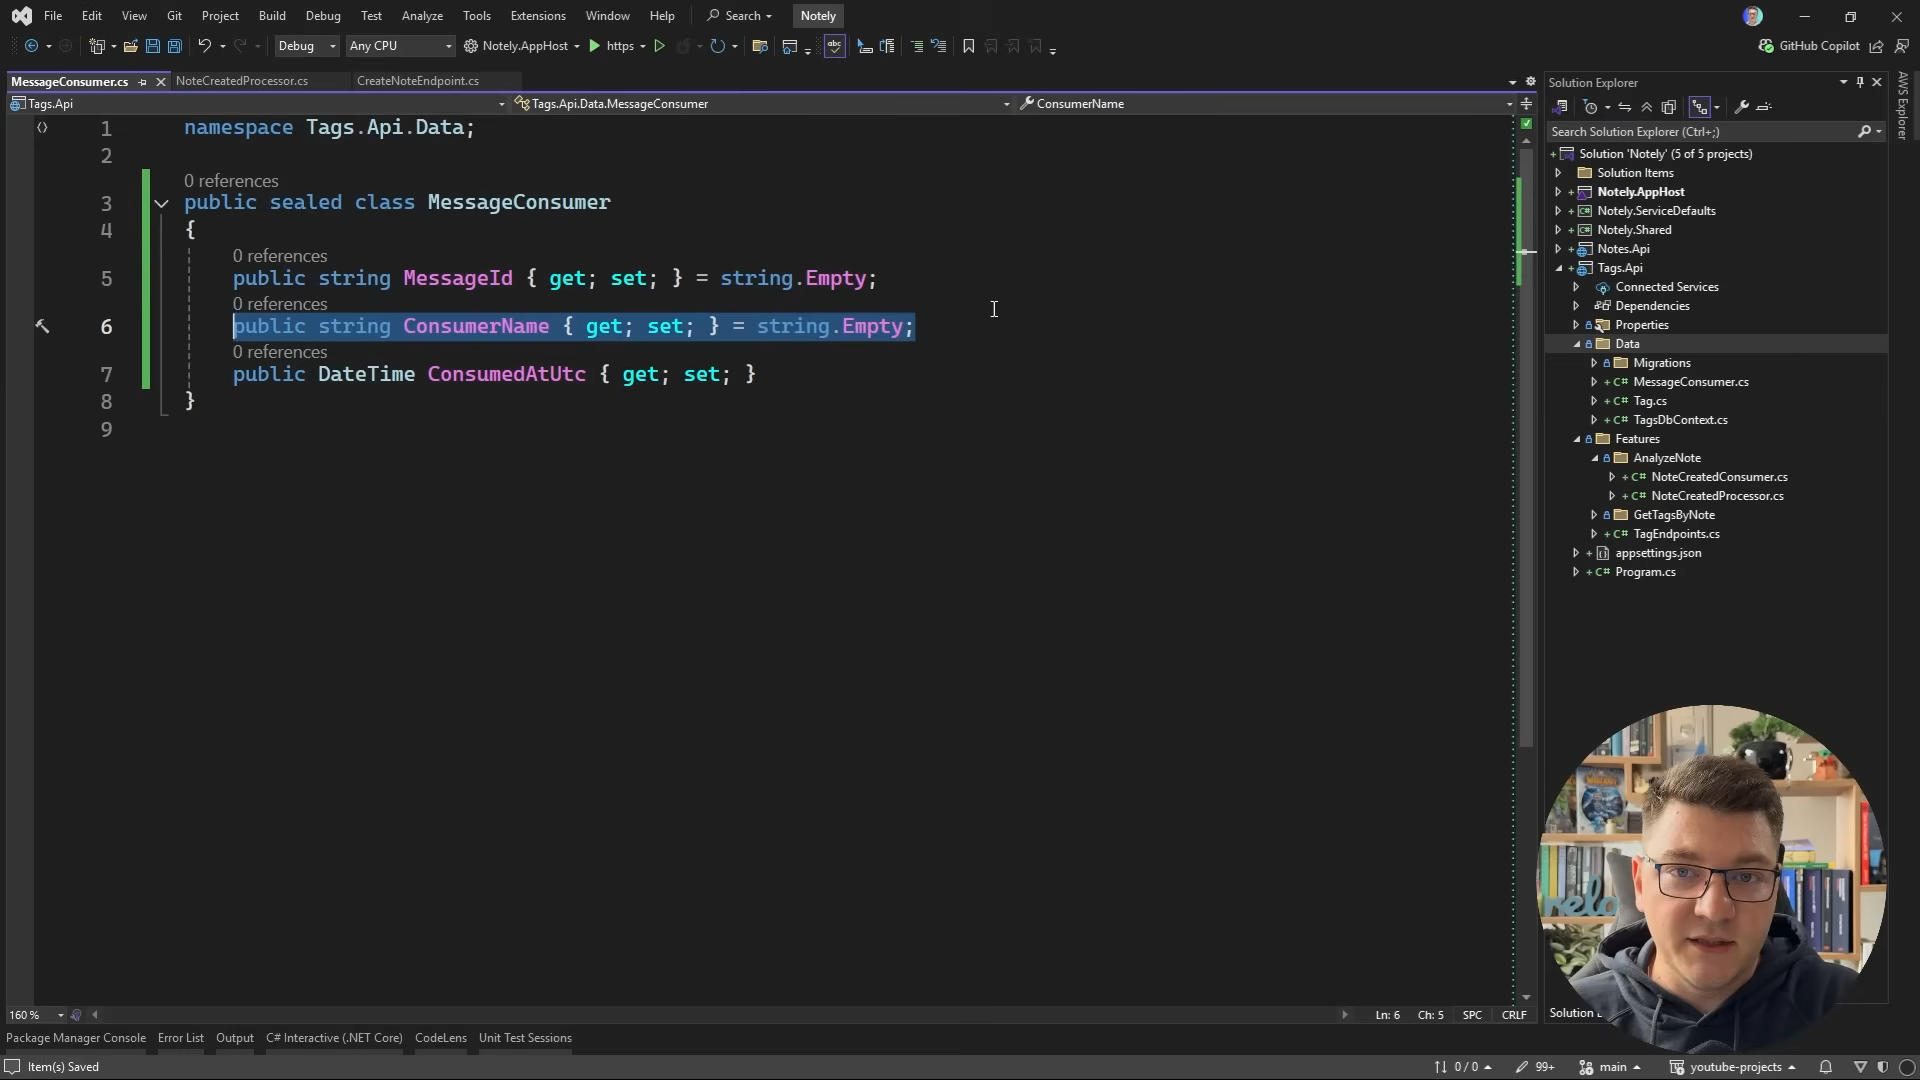 File Edit View Git Project Build Debug Test Analyze Tools Extensions Window Help Search Notely
Debug Any CPU Notely.AppHost https GitHub Copilot
MessageConsumer.cs NoteCreatedProcessor.cs CreateNoteEndpoint.cs
Tags.Api Tags.Api.Data.MessageConsumer ConsumerName
1 namespace Tags.Api.Data;
2
0 references
3 public sealed class MessageConsumer
4 {
0 references
5 public string MessageId { get; set; } = string.Empty;
0 references
6 public string ConsumerName { get; set; } = string.Empty;
0 references
7 public DateTime ConsumedAtUtc { get; set; }
8 }
9
160 % Ln: 6 Ch: 5 SPC CRLF
Solution Explorer
Search Solution Explorer (Ctrl+;)
Solution 'Notely' (5 of 5 projects)
Solution Items
Notely.AppHost
Notely.ServiceDefaults
Notely.Shared
Notes.Api
Tags.Api
Connected Services
Dependencies
Properties
Data
Migrations
MessageConsumer.cs
Tag.cs
TagsDbContext.cs
Features
AnalyzeNote
NoteCreatedConsumer.cs
NoteCreatedProcessor.cs
GetTagsByNote
TagEndpoints.cs
appsettings.json
Program.cs
AWS Explorer
Solution
Package Manager Console Error List Output C# Interactive (.NET Core) CodeLens Unit Test Sessions
Item(s) Saved 0 / 0 99+ main youtube-projects